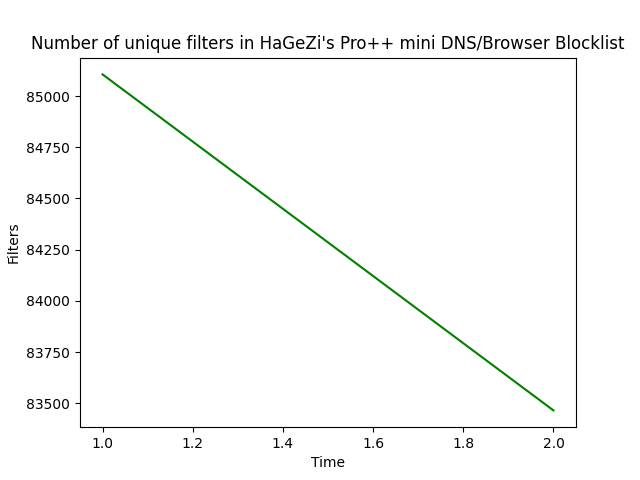 Number of unique filters in HaGeZi's Pro++ mini DNS/Browser Blocklist
85000
84750
84500
84250
84000
83750
83500
Filters
1.0 1.2 1.4 1.6 1.8 2.0
Time